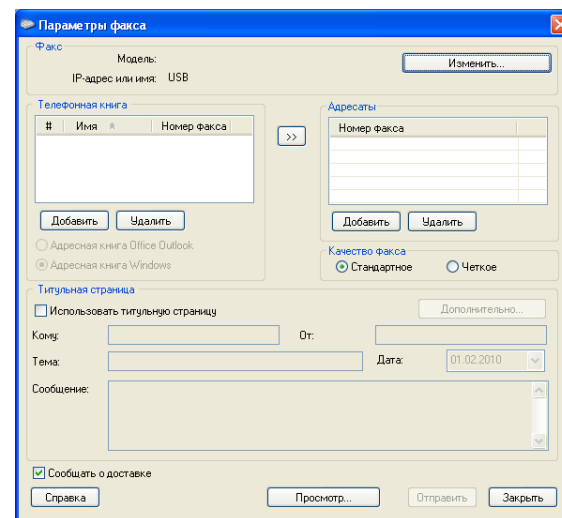 Параметры факса
Факс
Модель:
Изменить...
IP-адрес или имя: USB
Телефонная книга
# Имя Номер факса
Добавить Удалить
Адресная книга Office Outlook
Адресная книга Windows
>>
Адресаты
Номер факса
Добавить Удалить
Качество факса
Стандартное Четкое
Титульная страница
Использовать титульную страницу Дополнительно...
Кому: От:
Тема: Дата: 01.02.2010
Сообщение:
Сообщать о доставке
Справка Просмотр... Отправить Закрыть